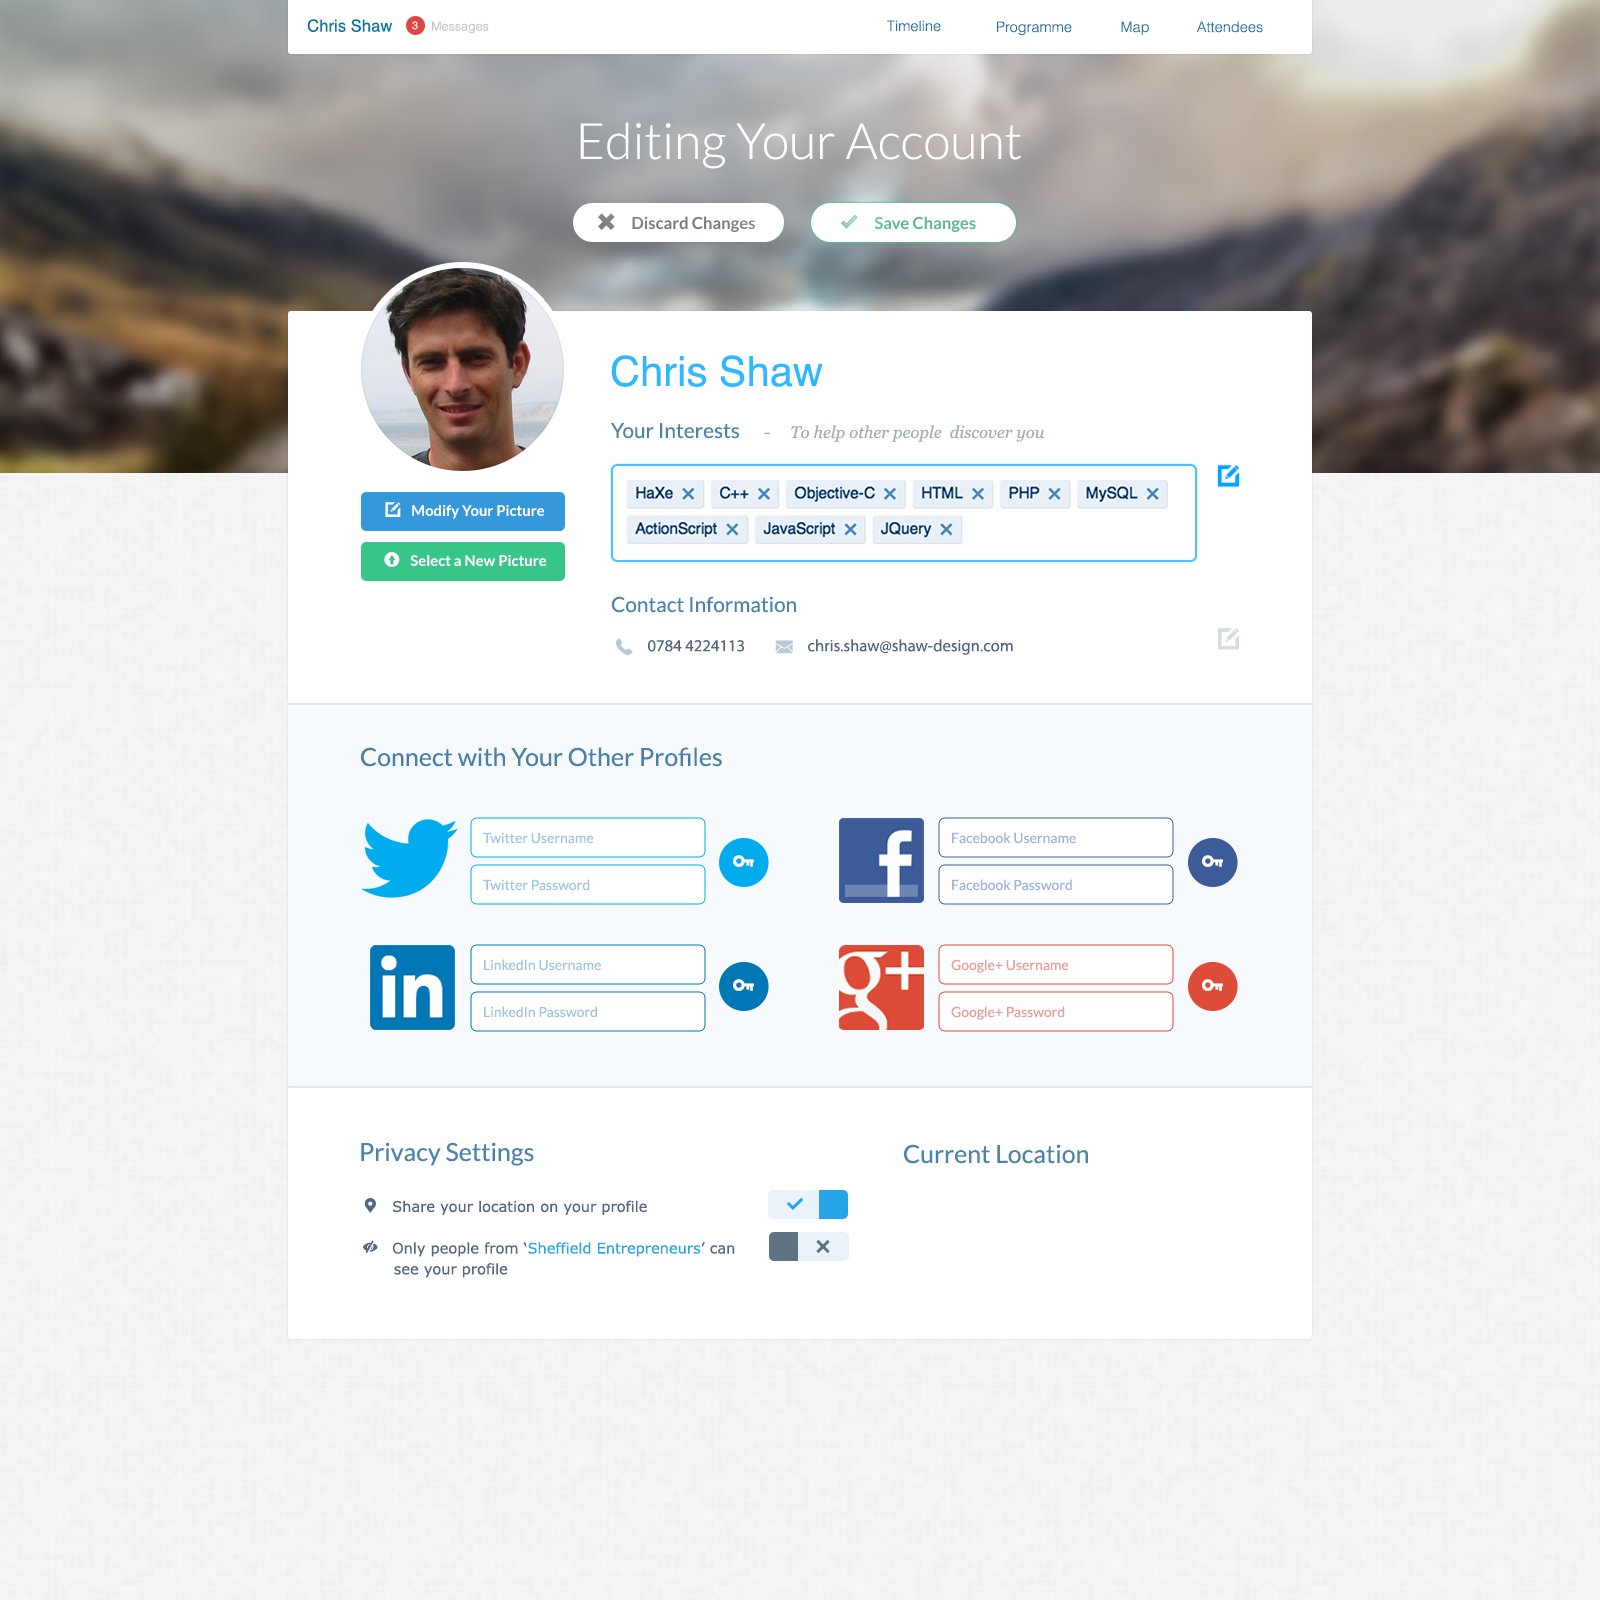 Chris Shaw 3 Messages Timeline Programme Map Attendees
Editing Your Account
Discard Changes Save Changes
Chris Shaw
Your Interests - To help other people discover you
HaXe C++ Objective-C HTML PHP MySQL
ActionScript JavaScript JQuery
Modify Your Picture
Select a New Picture
Contact Information
0784 4224113 chris.shaw@shaw-design.com
Connect with Your Other Profiles
Twitter Username
Twitter Password
f
Facebook Username
Facebook Password
in
LinkedIn Username
LinkedIn Password
g+
Google+ Username
Google+ Password
Privacy Settings
Share your location on your profile
Only people from ‘Sheffield Entrepreneurs’ can
see your profile
Current Location